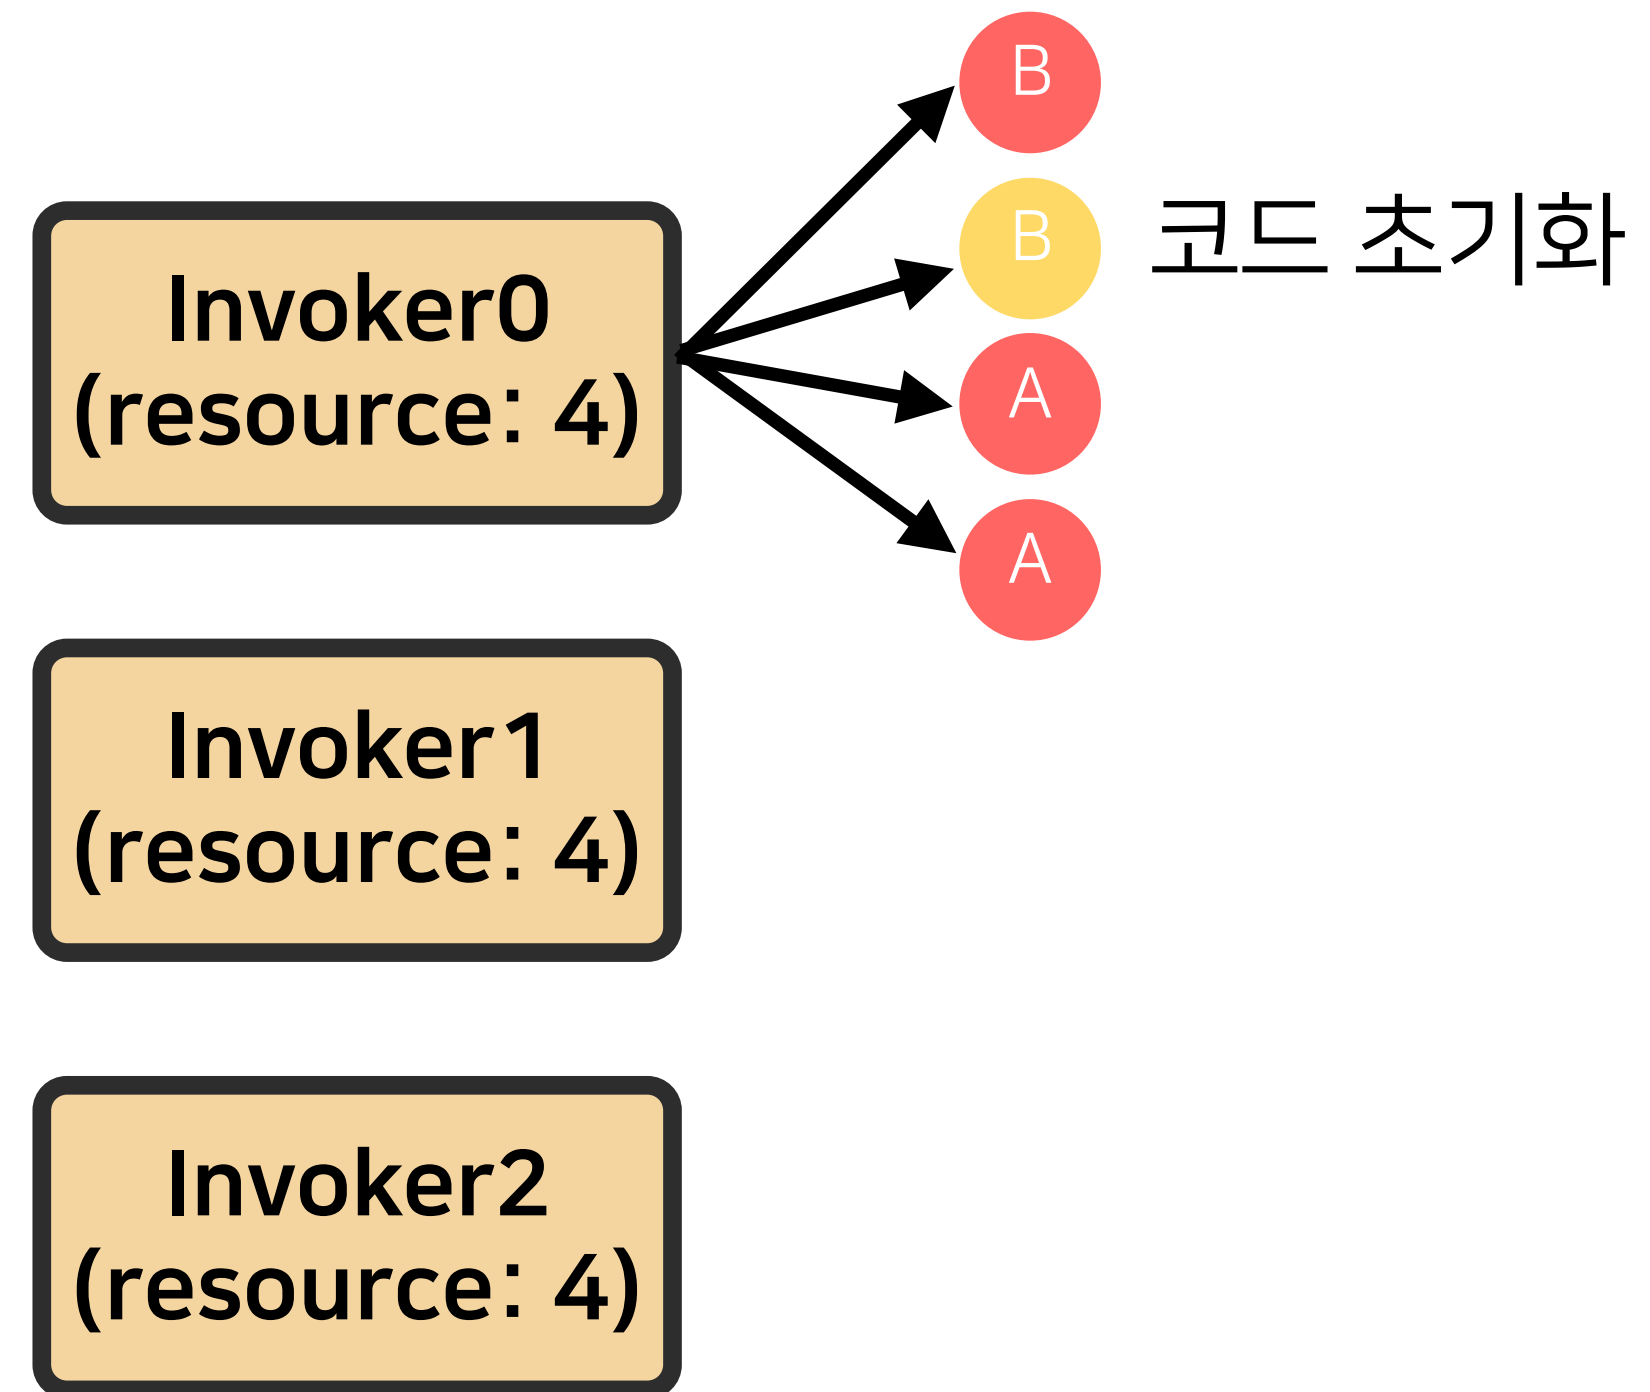 B
B 코드 초기화
A
A
Invoker0
(resource: 4)
Invoker1
(resource: 4)
Invoker2
(resource: 4)